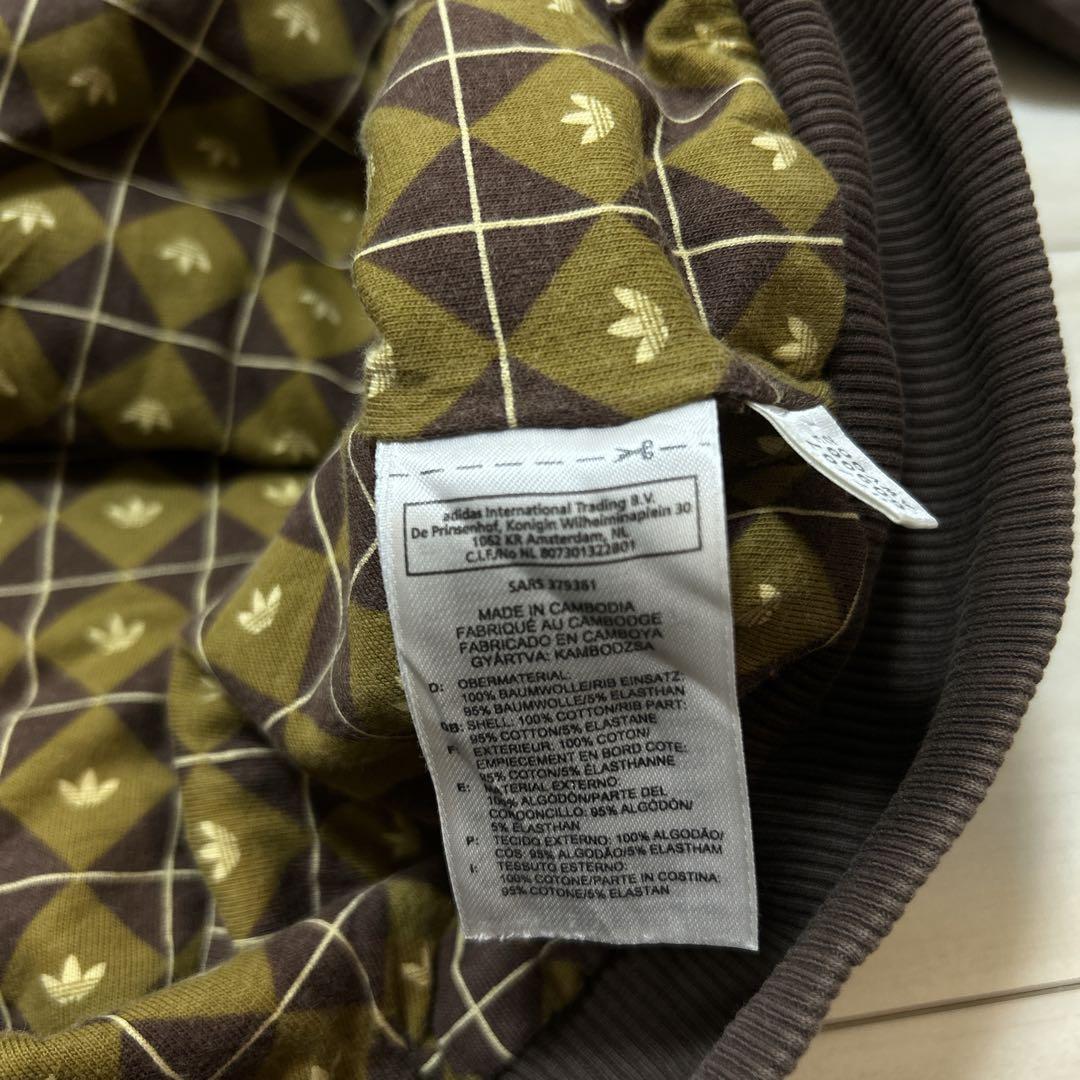 adidas International Trading B.V.
De Prinsenhof, Konigin Wilhelminaplein 30
1062 KR Amsterdam, NL
C.I.F/No NL 807301322B01
SARS 379381
MADE IN CAMBODIA
FABRIQUÉ AU CAMBODGE
FABRICADO EN CAMBOYA
GYÁRTVA: KAMBODZSA
D: OBERMATERIAL:
100% BAUMWOLLE/RIB EINSATZ:
95% BAUMWOLLE/5% ELASTHAN
GB: SHELL: 100% COTTON/RIB PART:
95% COTTON/5% ELASTANE
F: EXTERIEUR: 100% COTON/
EMPIECEMENT EN BORD COTE:
95% COTON/5% ÉLASTHANNE
E: MATERIAL EXTERNO:
100% ALGODÓN/PARTE DEL
CORDONCILLO: 95% ALGODÓN/
5% ELASTHAN
P: TECIDO EXTERNO: 100% ALGODÃO/
COS: 95% ALGODÃO/5% ELASTHAM
I: TESSUTO ESTERNO:
100% COTONE/PARTE IN COSTINA:
95% COTONE/5% ELASTAN